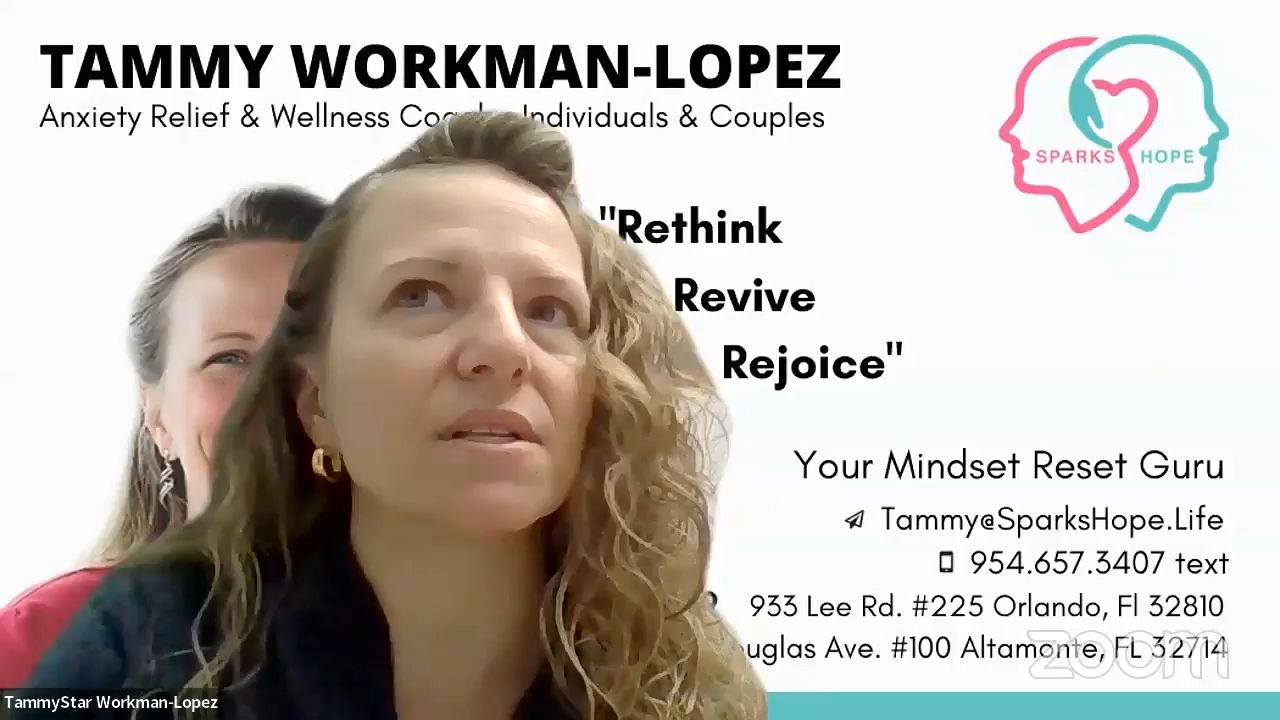 TAMMY WORKMAN-LOPEZ
Anxiety Relief & Wellness Individuals & Couples
SPARKS HOPE
"Rethink
Revive
Rejoice"
Your Mindset Reset Guru
Tammy@SparksHope.Life
954.657.3407 text
933 Lee Rd. #225 Orlando, Fl 32810
Ave. #100 Altamonte, FL 32714
zoom
TammyStar Workman-Lopez